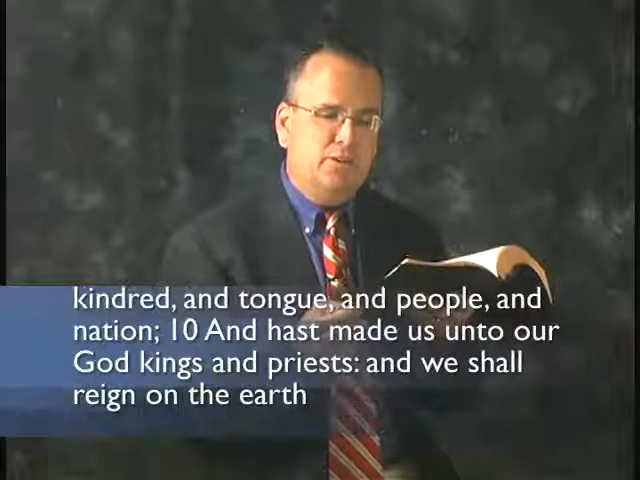 kindred, and tongue, and people, and
nation; 10 And hast made us unto our
God kings and priests: and we shall
reign on the earth